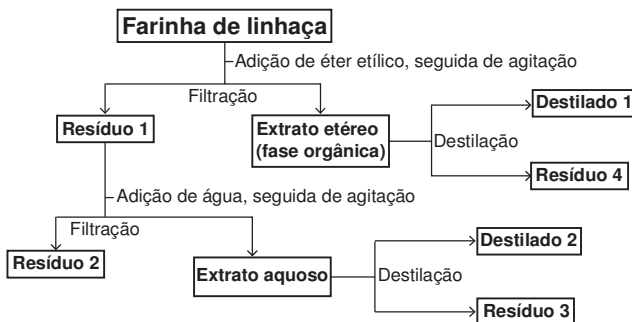 Farinha de linhaça
Adição de éter etílico, seguida de agitação
Filtração
Resíduo 1
Extrato etéreo
(fase orgânica)
Destilação
Destilado 1
Resíduo 4
Adição de água, seguida de agitação
Filtração
Resíduo 2
Extrato aquoso
Destilação
Destilado 2
Resíduo 3